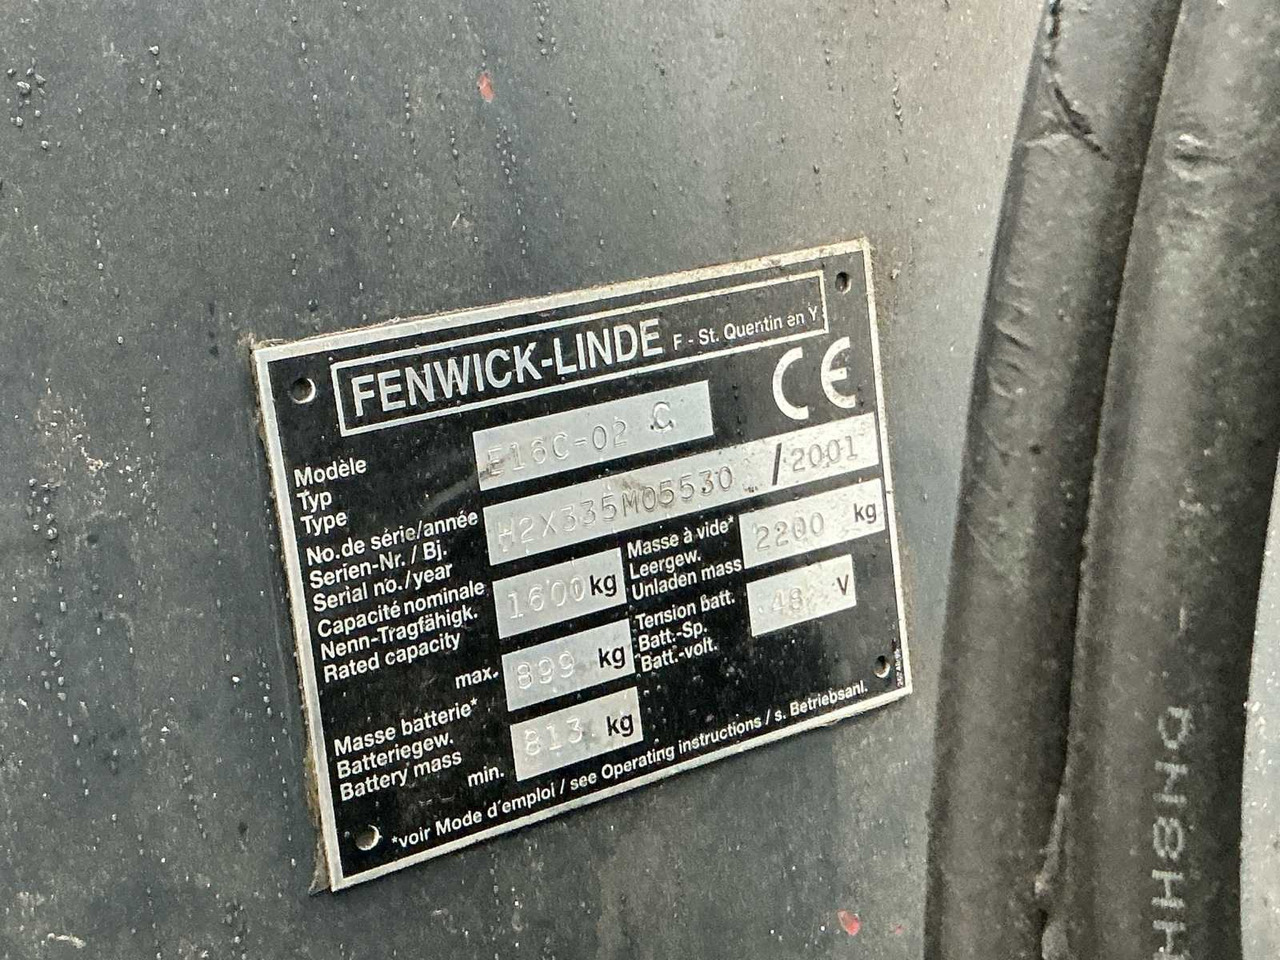 FENWICK-LINDE F - St. Quentin en Y.
CE
Modèle
Typ
Type
E16C-02 C
No. de série/année
Serien-Nr. / Bj.
Serial no./year
H2X335M05530 / 2001
Capacité nominale
Nenn-Tragfähigk.
Rated capacity
1600 kg
Masse à vide*
Leergew.
Unladen mass
2200 kg
Tension batt.
Batt.-Sp.
Batt.-volt.
48 V
Masse batterie*
Batteriegew.
Battery mass
max. 899 kg
min. 813 kg
*voir Mode d'emploi / see Operating instructions / s. Betriebsanl.